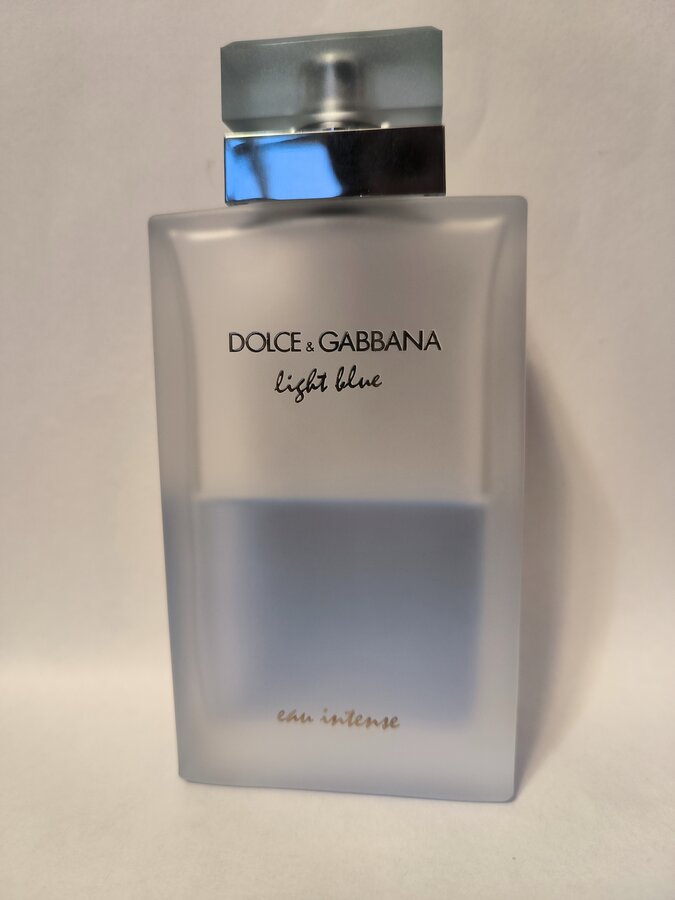 DOLCE & GABBANA
light blue
eau intense